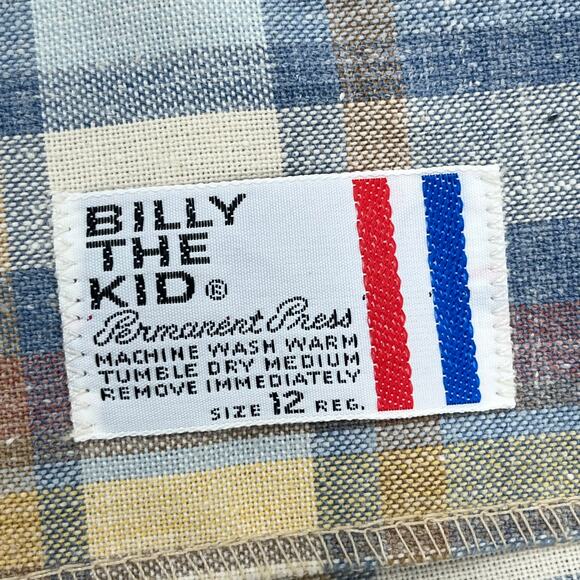 BILLY
THE
KID ®
Permanent Press
MACHINE WASH WARM
TUMBLE DRY MEDIUM
REMOVE IMMEDIATELY
SIZE 12 REG.